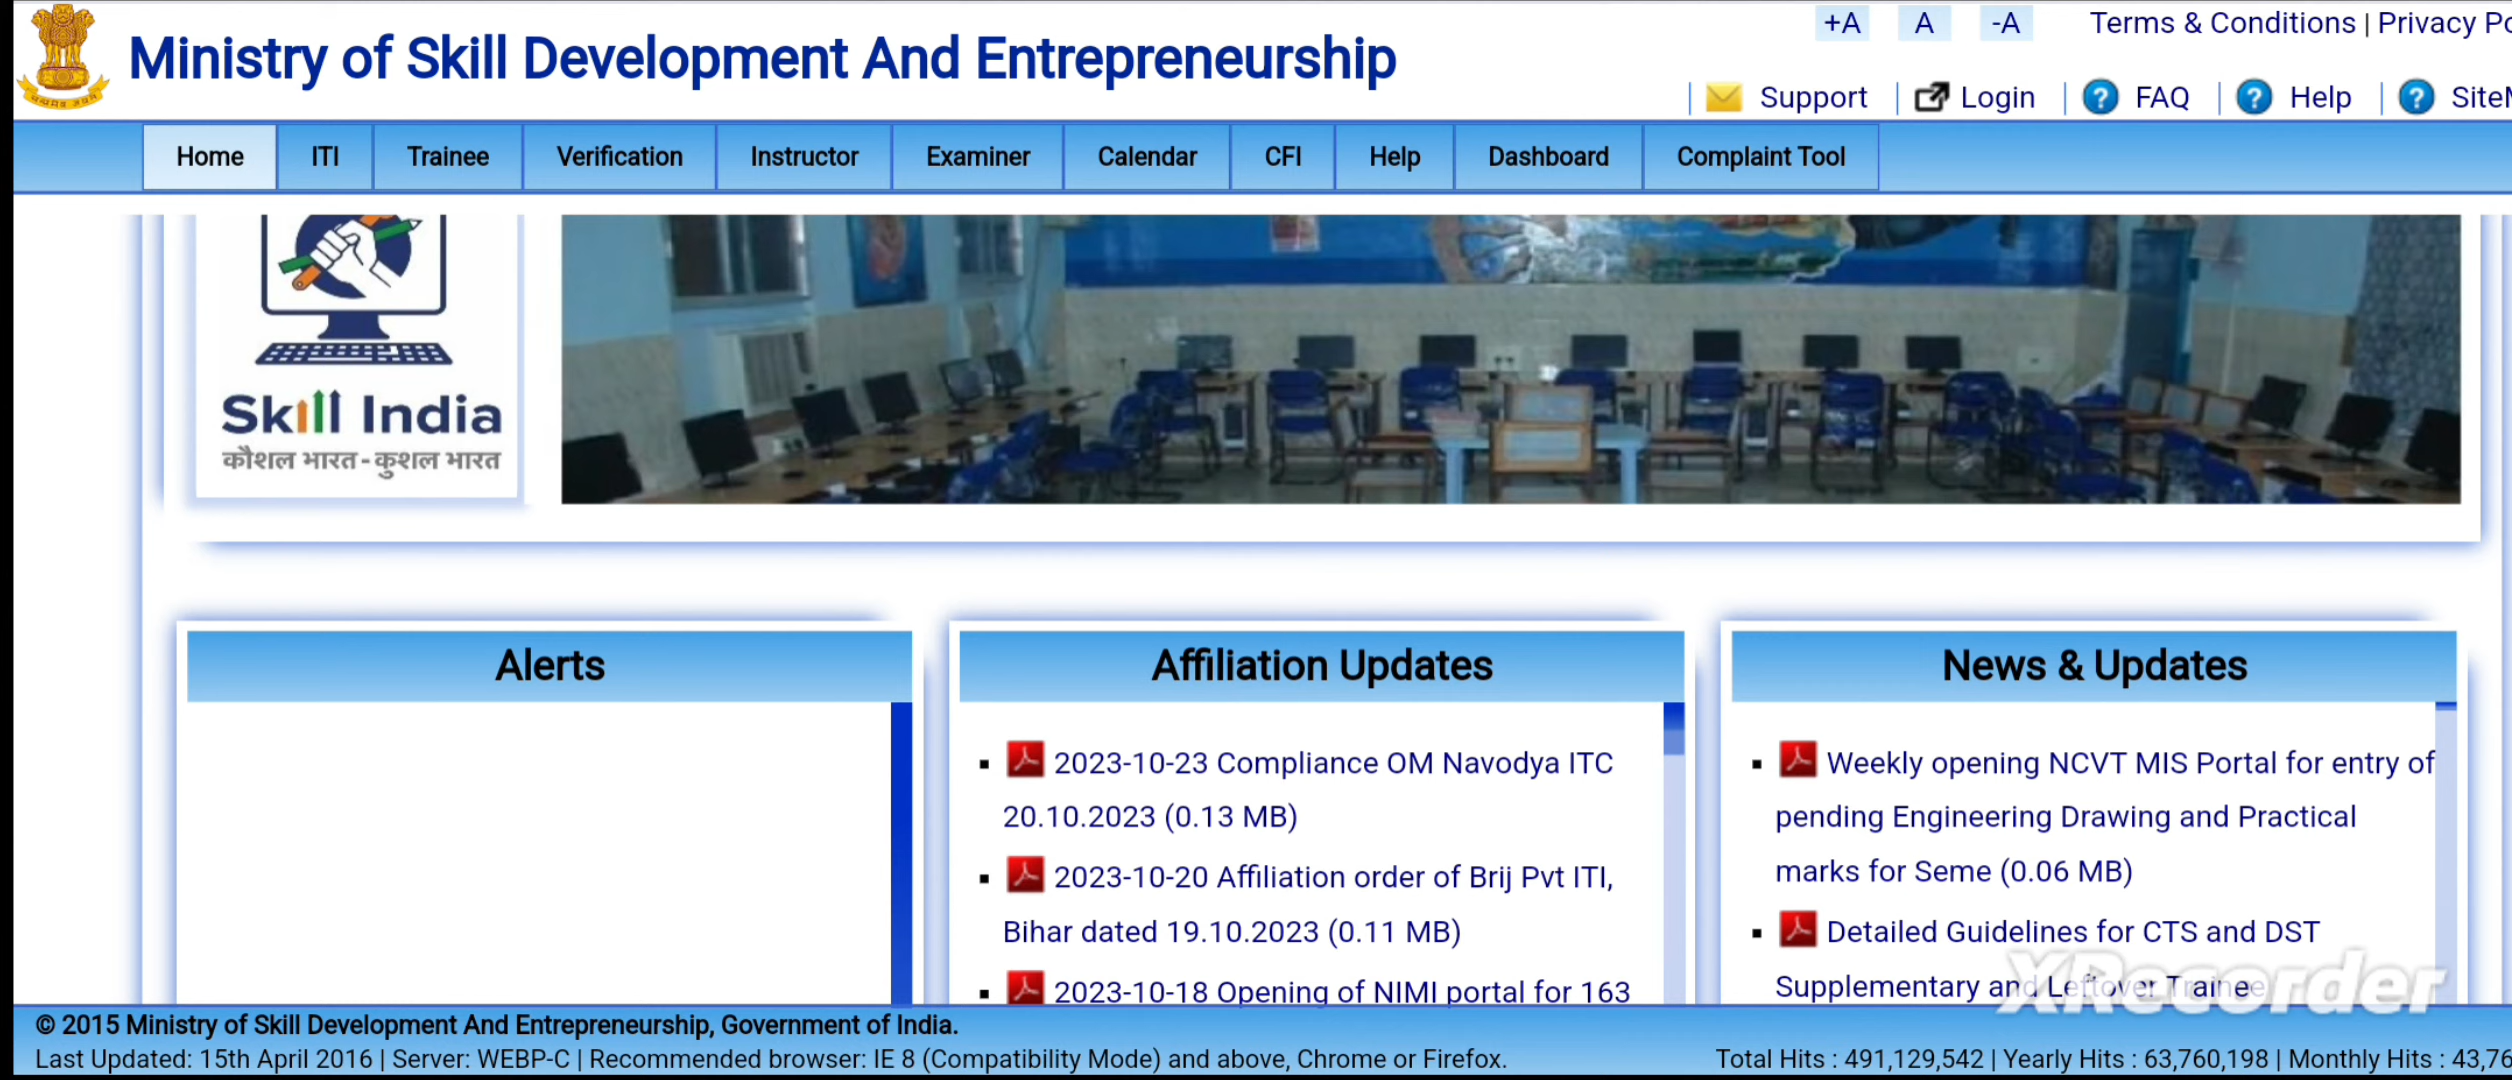 +A A -A Terms & Conditions | Privacy
Ministry of Skill Development And Entrepreneurship
Support Login FAQ Help
Home ITI Trainee Verification Instructor Examiner Calendar CFI Help Dashboard Complaint Tool
Skill India
कौशल भारत - कुशल भारत
Alerts
Affiliation Updates
2023-10-23 Compliance OM Navodya ITC
20.10.2023 (0.13 MB)
2023-10-20 Affiliation order of Brij Pvt ITI,
Bihar dated 19.10.2023 (0.11 MB)
2023-10-18 Opening of NIMI portal for 163
News & Updates
Weekly opening NCVT MIS Portal for entry of
pending Engineering Drawing and Practical
marks for Seme (0.06 MB)
Detailed Guidelines for CTS and DST
Supplementary and Leftover Trainee
XRecorder
© 2015 Ministry of Skill Development And Entrepreneurship, Government of India.
Last Updated: 15th April 2016 | Server: WEBP-C | Recommended browser: IE 8 (Compatibility Mode) and above, Chrome or Firefox.
Total Hits : 491,129,542 | Yearly Hits : 63,760,198 | Monthly Hits :